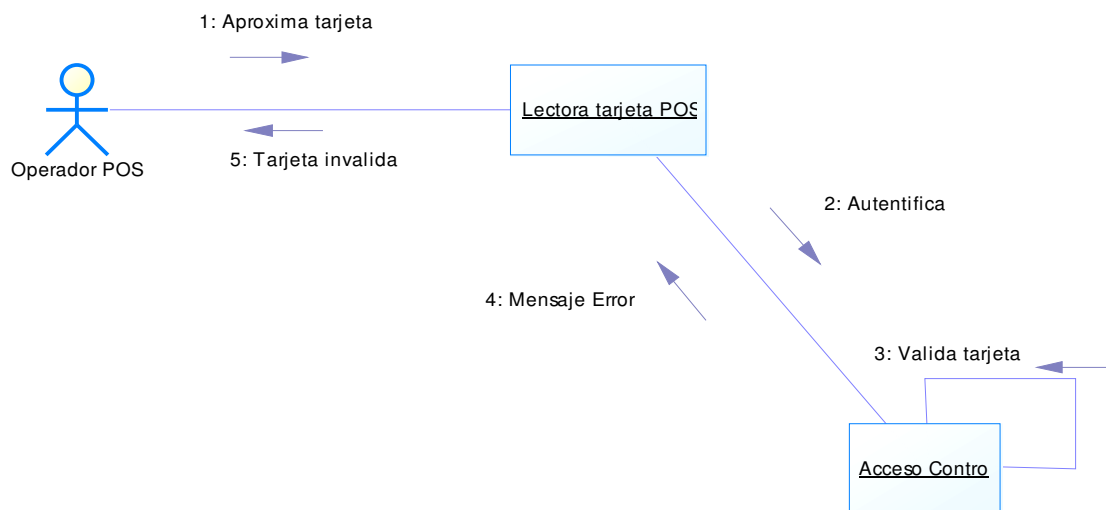 1: Aproxima tarjeta
Lectora tarjeta POS
5: Tarjeta invalida
Operador POS
2: Autentifica
4: Mensaje Error
3: Valida tarjeta
Acceso Contro